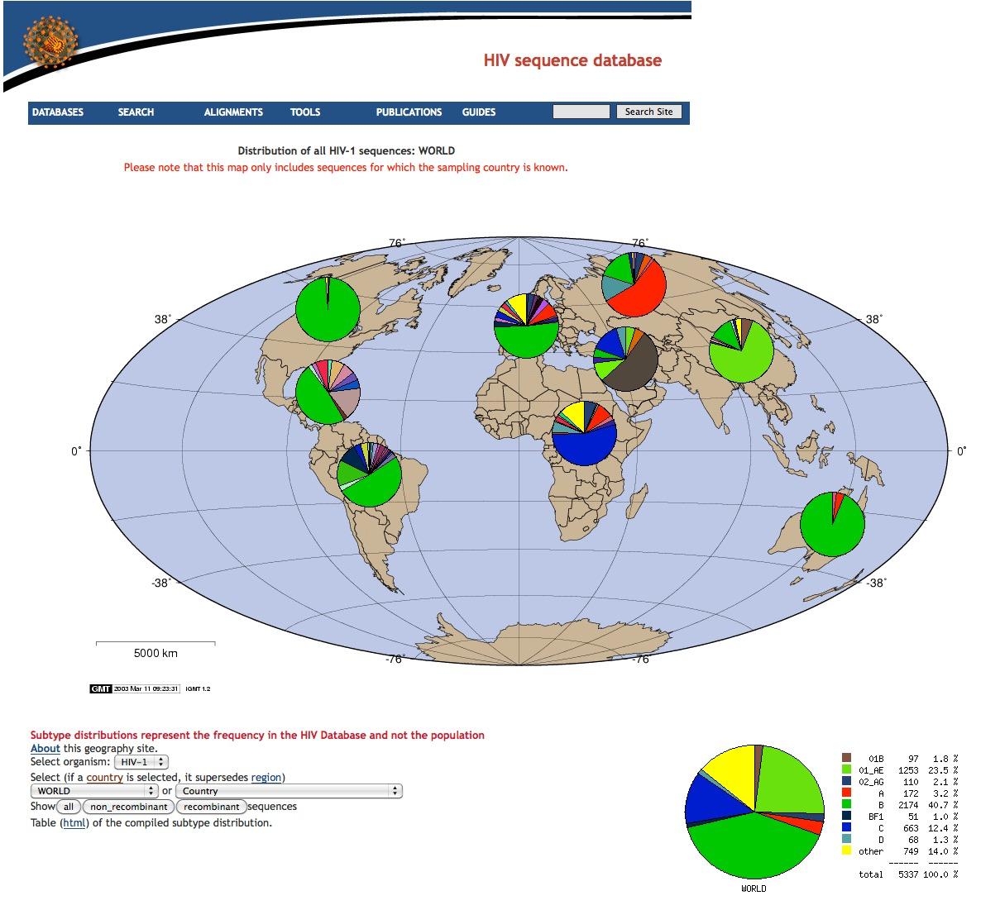 HIV sequence database
DATABASES SEARCH ALIGNMENTS TOOLS PUBLICATIONS GUIDES Search Site
Distribution of all HIV-1 sequences: WORLD
Please note that this map only includes sequences for which the sampling country is known.
76° 76°
38° 38°
0° 0°
-38° -38°
-76° -76°
5000 km
GMT 2003 Mar 11 09:23:31 iGMT 1.2
Subtype distributions represent the frequency in the HIV Database and not the population
About this geography site.
Select organism: HIV-1
Select (if a country is selected, it supersedes region)
WORLD or Country
Show all non_recombinant recombinant sequences
Table (html) of the compiled subtype distribution.
01B 97 1.8 %
01_AE 1253 23.5 %
02_AG 110 2.1 %
A 172 3.2 %
B 2174 40.7 %
BF1 51 1.0 %
C 663 12.4 %
D 68 1.3 %
other 749 14.0 %
------ ------
total 5337 100.0 %
WORLD